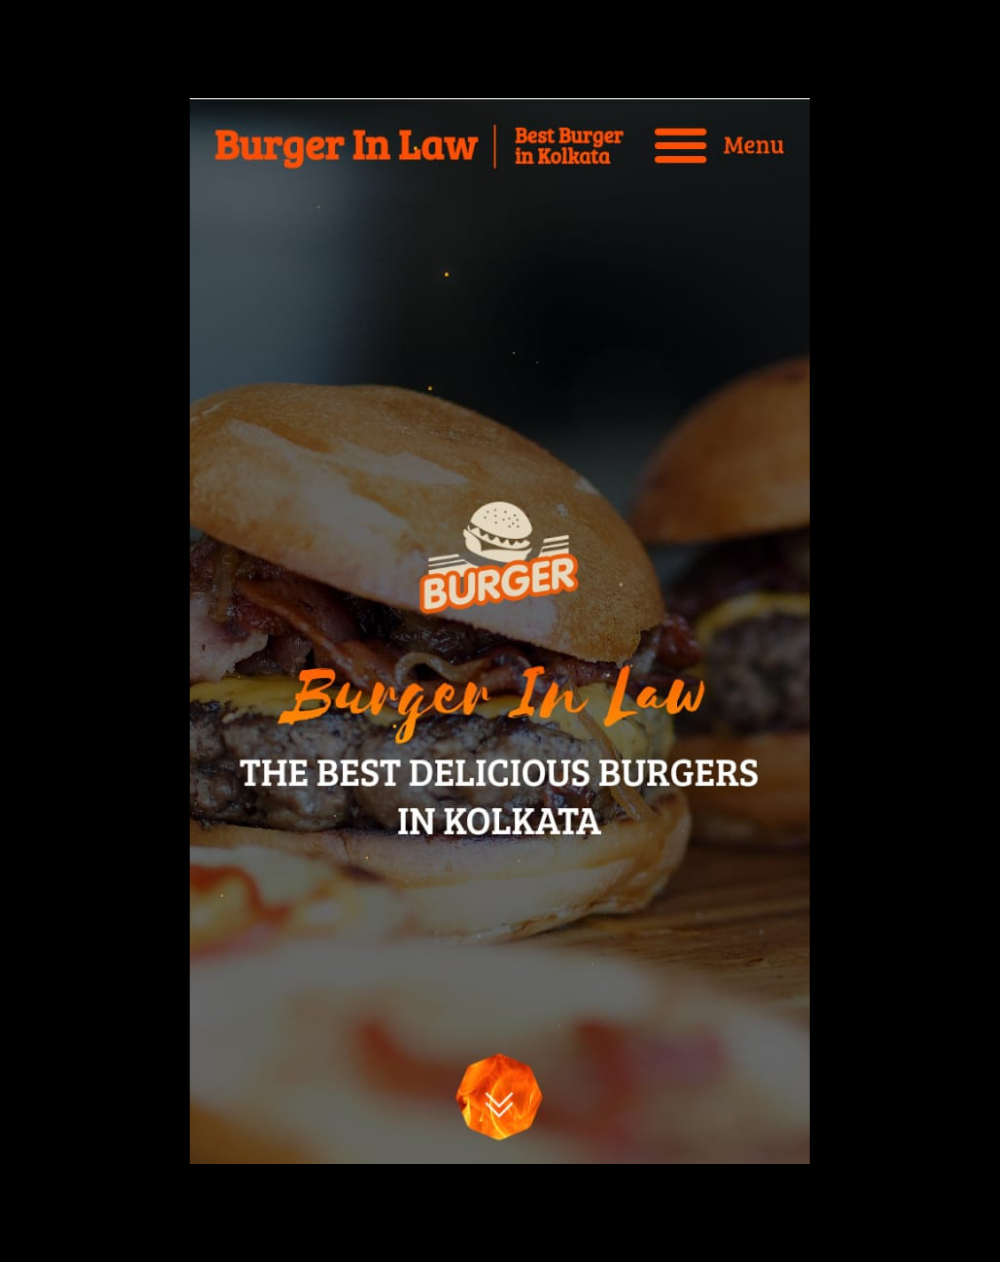 Burger In Law
Best Burger
in Kolkata
Menu
BURGER
Burger In Law
THE BEST DELICIOUS BURGERS
IN KOLKATA